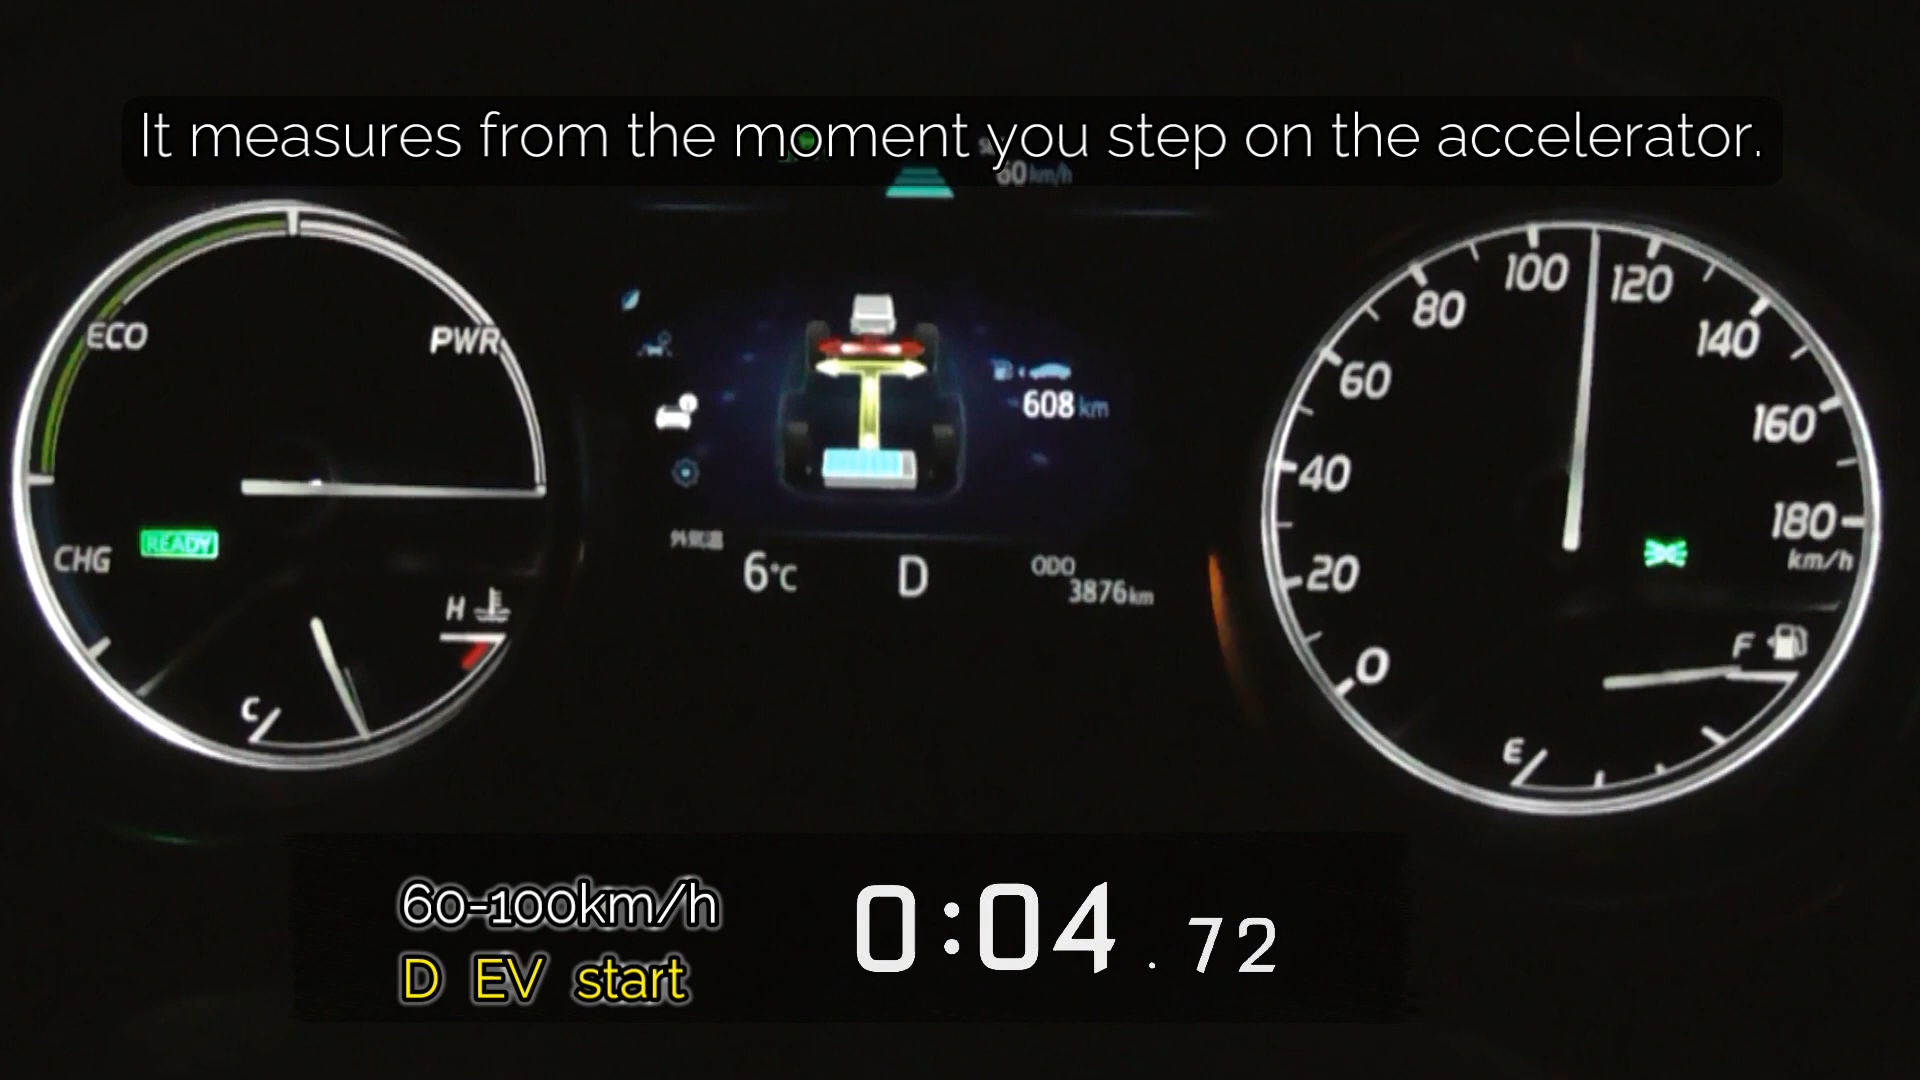 It measures from the moment you step on the accelerator.
60km/h
ECO
PWR
CHG
READY
H
C
608 km
外気温
6°C
D
ODO
3876km
0
20
40
60
80
100
120
140
160
180
km/h
F
E
60-100km/h
D EV start
0:04.72